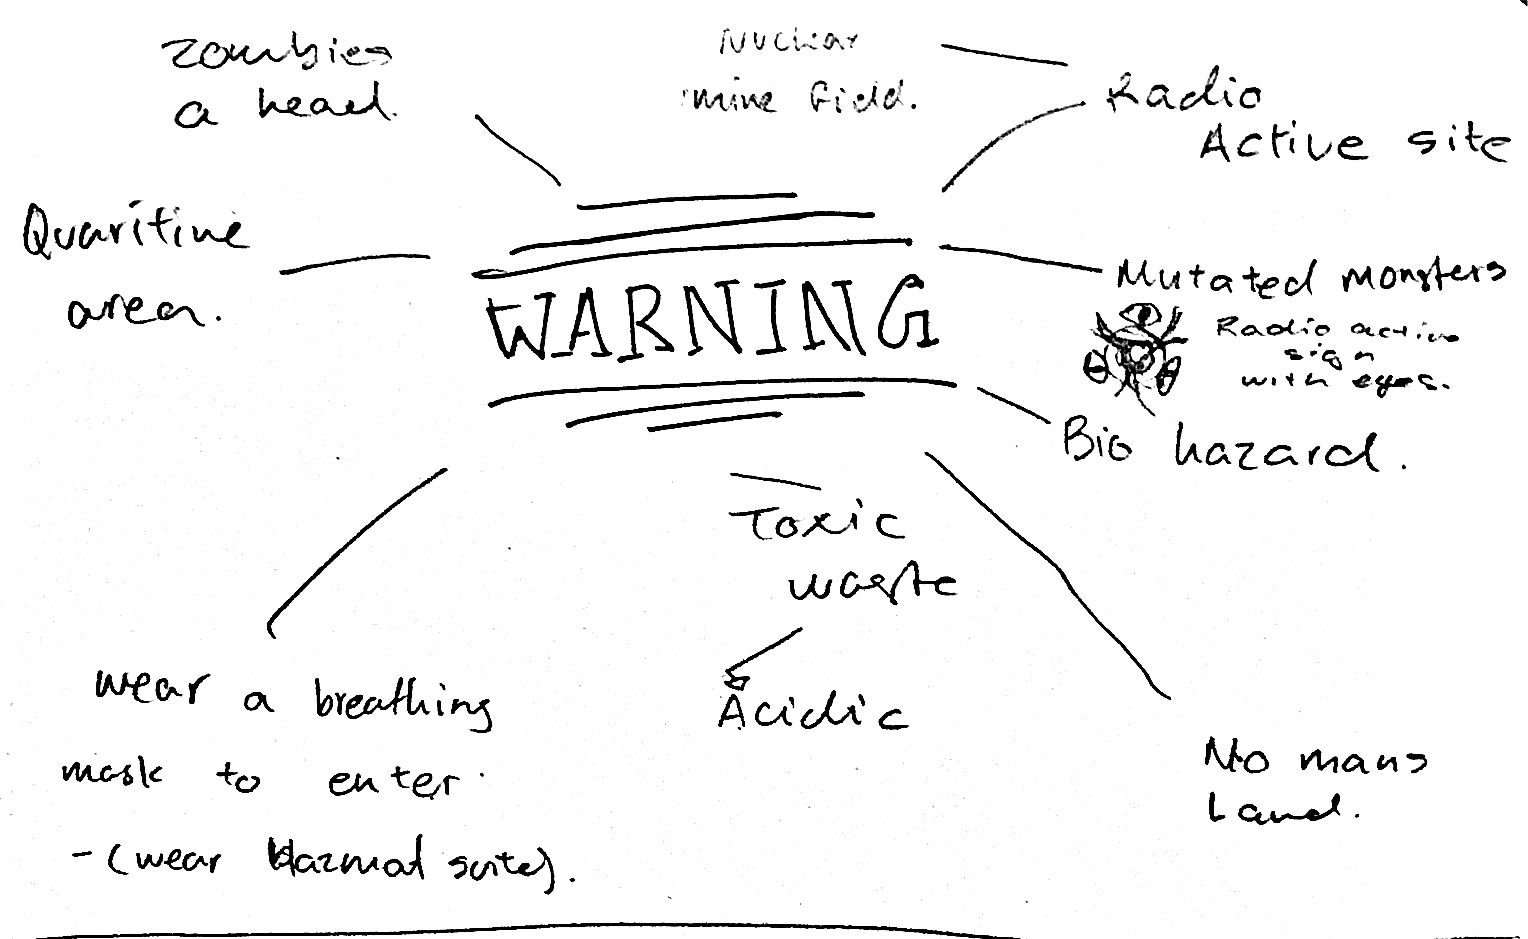 Zombies
a head.
Nuclear
mine field.
Radio
Active site
Quaritine
area.
WARNING
Mutated monsters
Radio active
sign
with eyes.
Bio hazard.
Toxic
waste
Acidic
wear a breathing
mask to enter.
- (wear Hazmat suite).
No mans
Land.